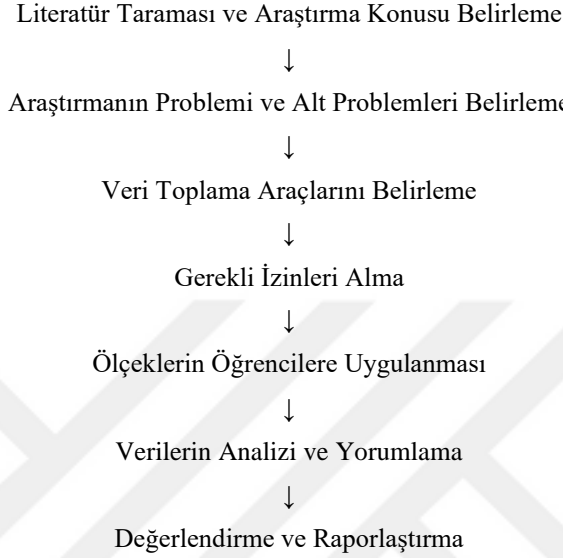 Literatür Taraması ve Araştırma Konusu Belirleme
↓
Araştırmanın Problemi ve Alt Problemleri Belirleme
↓
Veri Toplama Araçlarını Belirleme
↓
Gerekli İzinleri Alma
↓
Ölçeklerin Öğrencilere Uygulanması
↓
Verilerin Analizi ve Yorumlama
↓
Değerlendirme ve Raporlaştırma